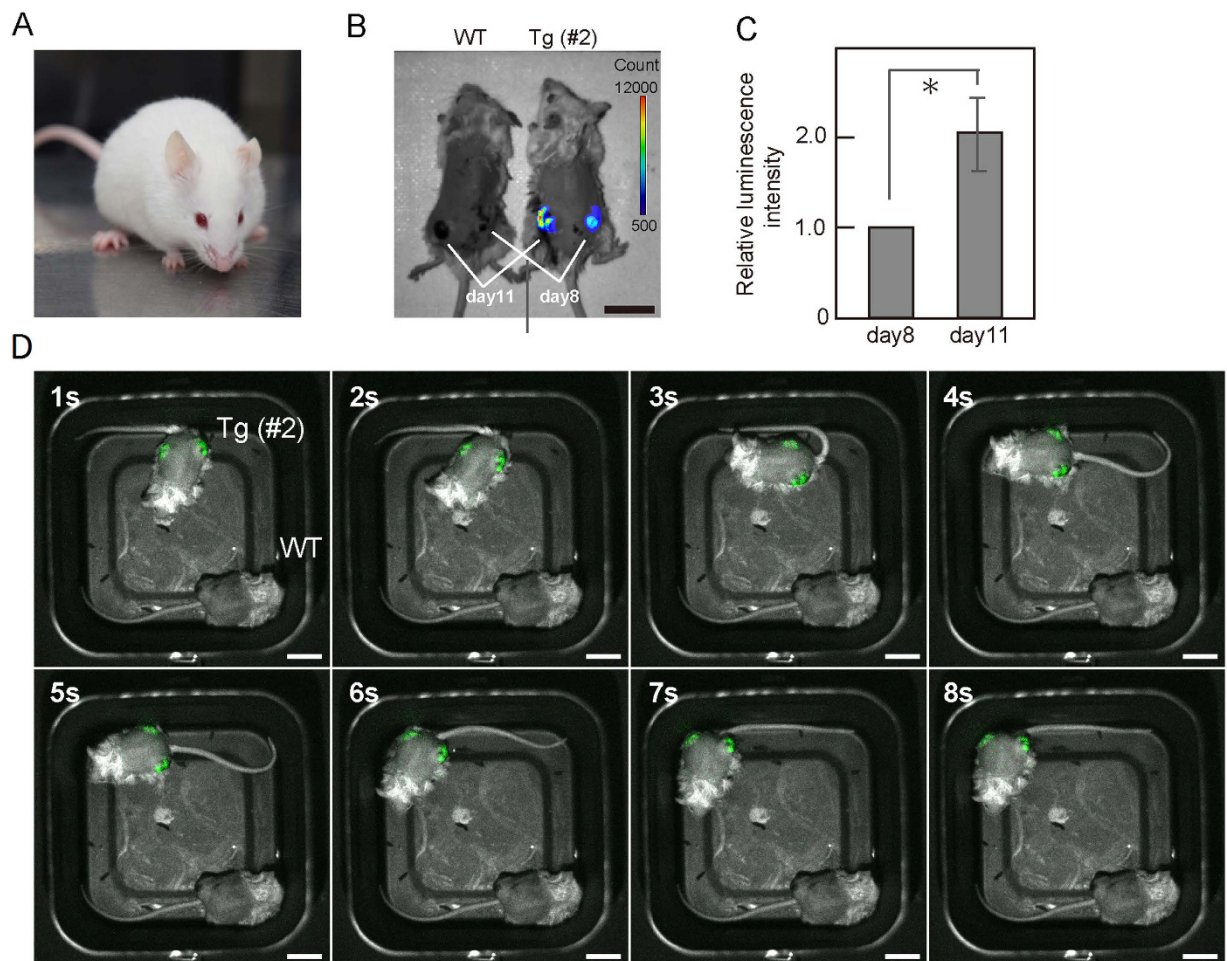 A
B
WT
Tg (#2)
Count
12000
500
day11
day8
C
Relative luminescence
intensity
*
2.0
1.0
0
day8
day11
D
1s
Tg (#2)
WT
2s
3s
4s
5s
6s
7s
8s